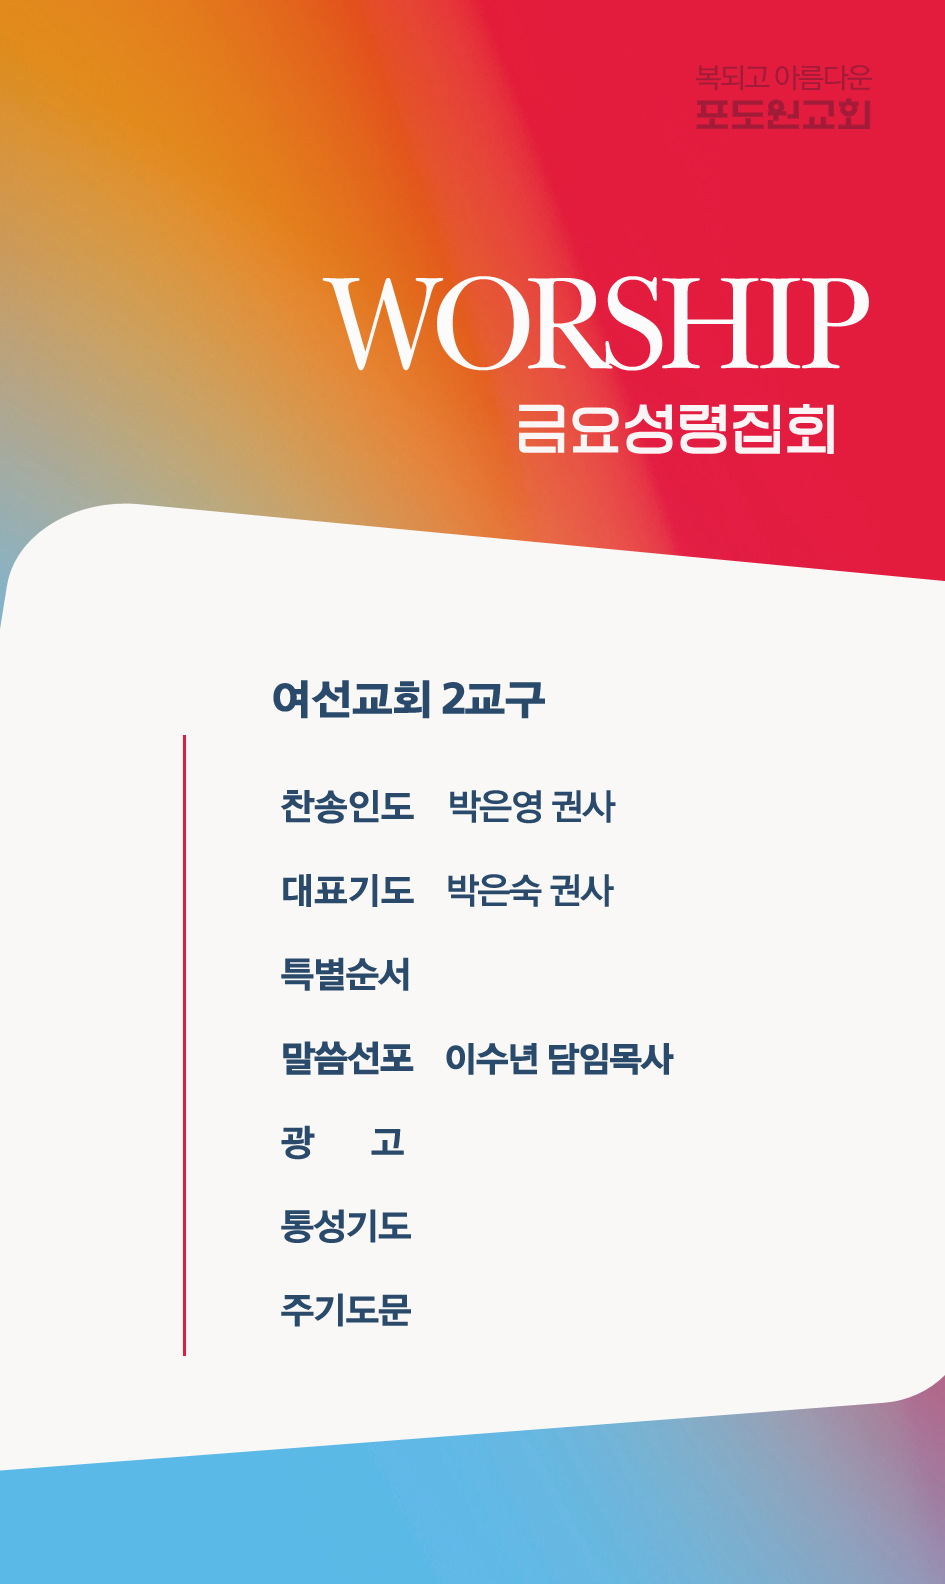 복되고 아름다운
포도원교회
WORSHIP
금요성령집회
여선교회 2교구
찬송인도 박은영 권사
대표기도 박은숙 권사
특별순서
말씀선포 이수년 담임목사
광 고
통성기도
주기도문